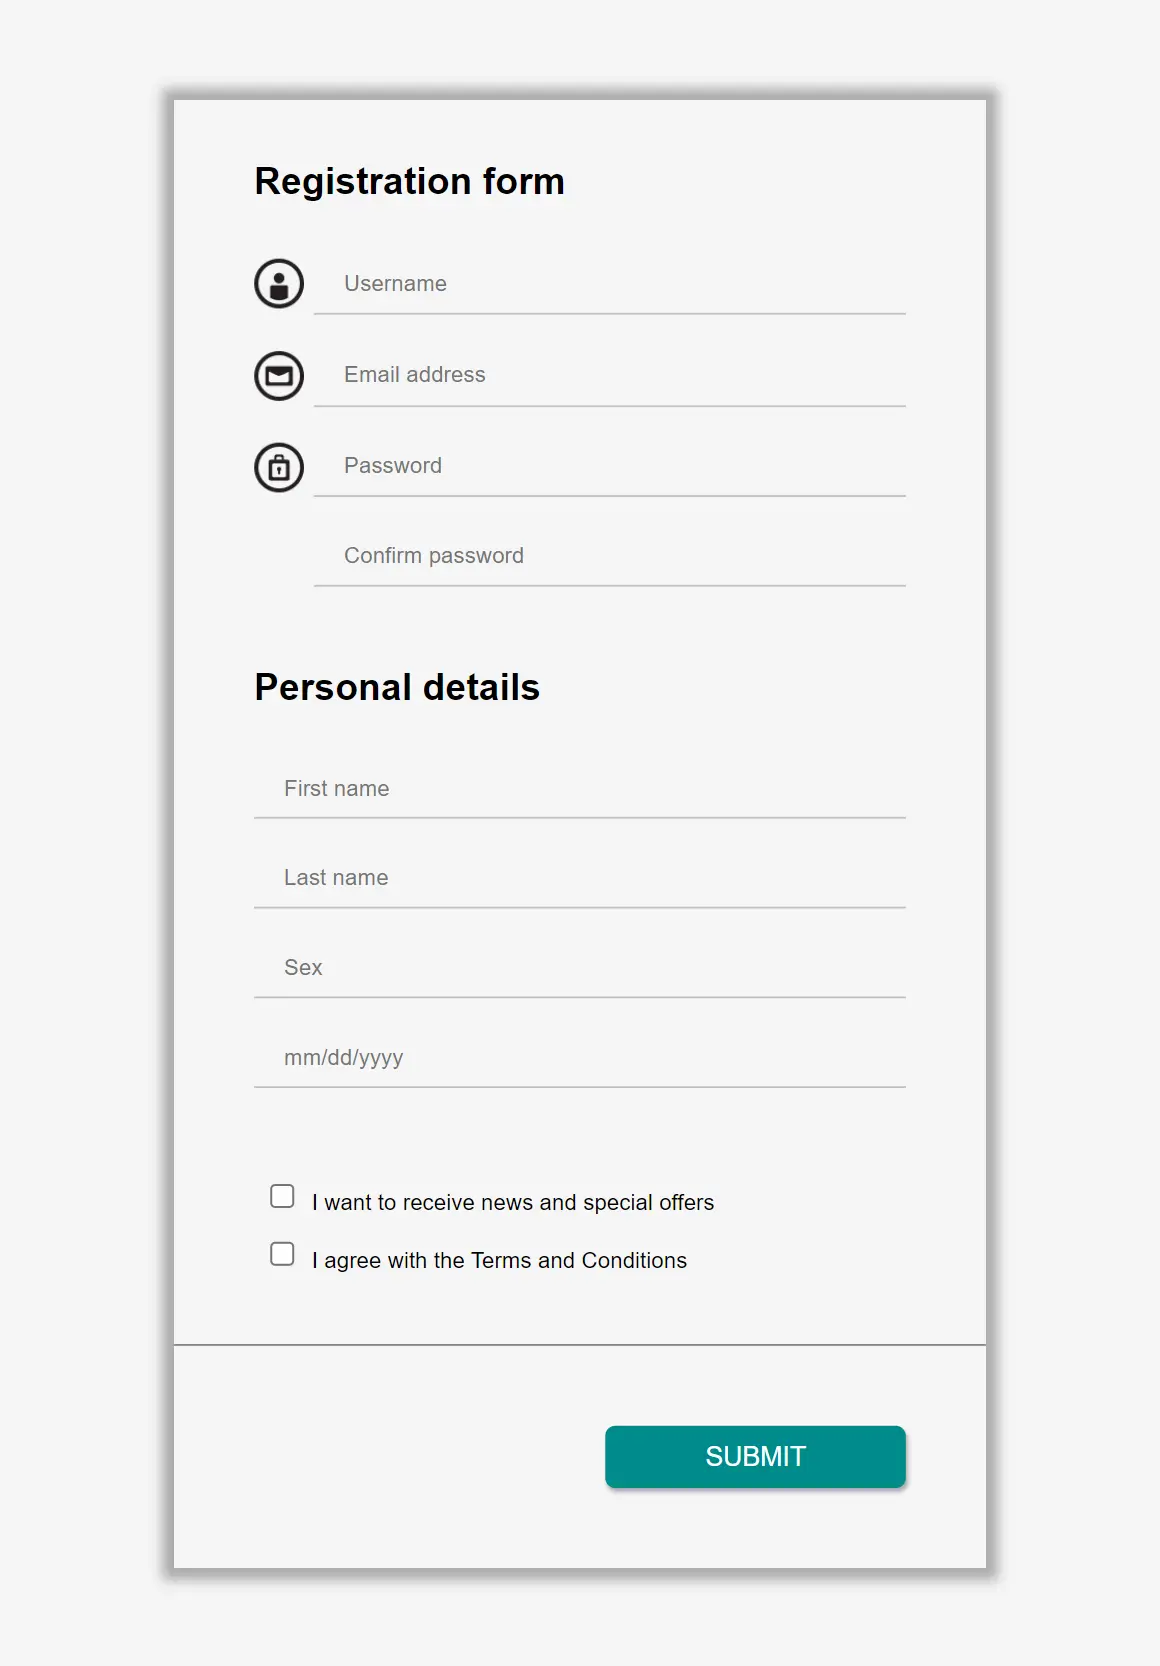 Registration form
Username
Email address
Password
Confirm password
Personal details
First name
Last name
Sex
mm/dd/yyyy
I want to receive news and special offers
I agree with the Terms and Conditions
SUBMIT